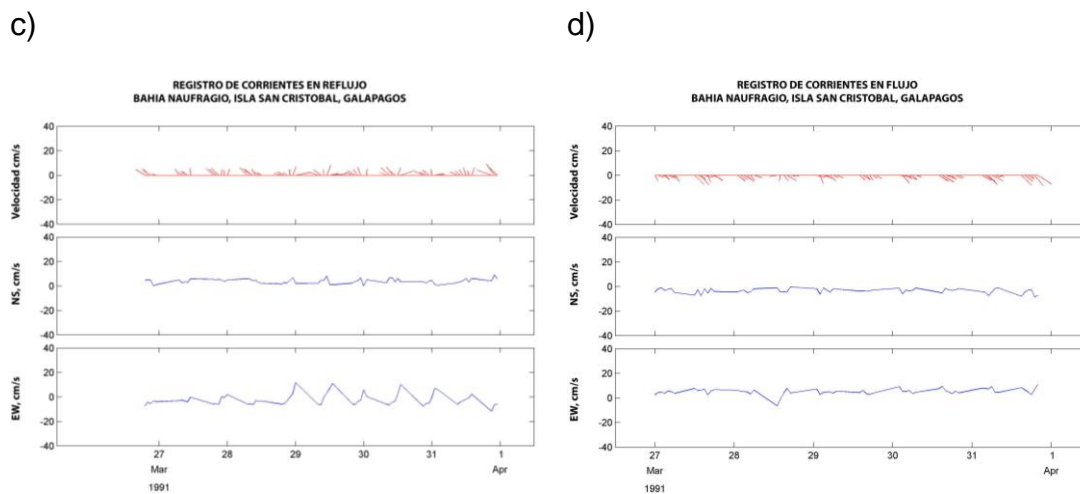 c)
REGISTRO DE CORRIENTES EN REFLUJO
BAHIA NAUFRAGIO, ISLA SAN CRISTOBAL, GALAPAGOS
Velocidad cm/s
40
20
0
-20
-40
NS, cm/s
40
20
0
-20
-40
EW, cm/s
40
20
0
-20
-40
27 28 29 30 31 1
Mar Apr
1991
d)
REGISTRO DE CORRIENTES EN FLUJO
BAHIA NAUFRAGIO, ISLA SAN CRISTOBAL, GALAPAGOS
Velocidad cm/s
40
20
0
-20
-40
NS, cm/s
40
20
0
-20
-40
EW, cm/s
40
20
0
-20
-40
27 28 29 30 31 1
Mar Apr
1991